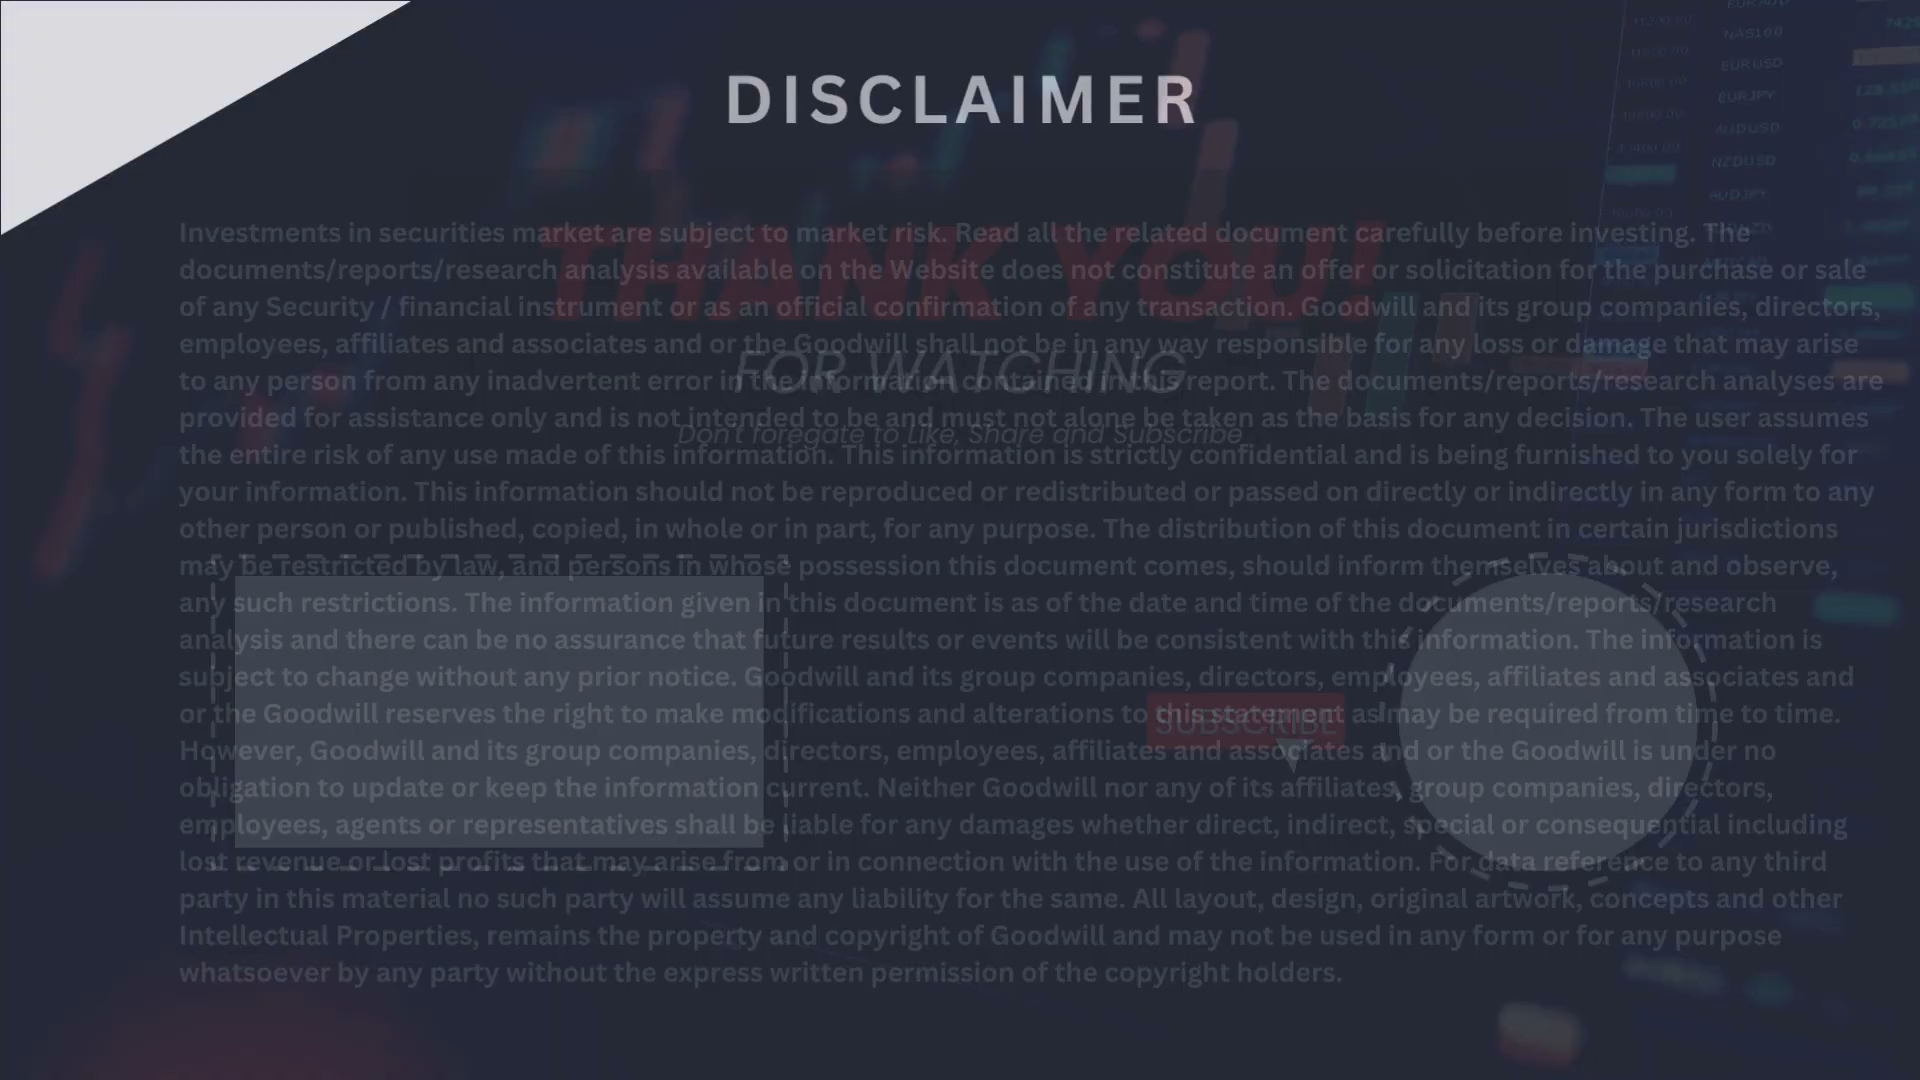 DISCLAIMER
Investments in securities market are subject to market risk. Read all the related document carefully before investing. The
documents/reports/research analysis available on the Website does not constitute an offer or solicitation for the purchase or sale
of any Security / financial instrument or as an official confirmation of any transaction. Goodwill and its group companies, directors,
employees, affiliates and associates and or the Goodwill shall not be in any way responsible for any loss or damage that may arise
to any person from any inadvertent error in the information contained in this report. The documents/reports/research analyses are
provided for assistance only and is not intended to be and must not alone be taken as the basis for any decision. The user assumes
the entire risk of any use made of this information. This information is strictly confidential and is being furnished to you solely for
your information. This information should not be reproduced or redistributed or passed on directly or indirectly in any form to any
other person or published, copied, in whole or in part, for any purpose. The distribution of this document in certain jurisdictions
may be restricted by law, and persons in whose possession this document comes, should inform themselves about and observe,
any such restrictions. The information given in this document is as of the date and time of the documents/reports/research
analysis and there can be no assurance that future results or events will be consistent with this information. The information is
subject to change without any prior notice. Goodwill and its group companies, directors, employees, affiliates and associates and
or the Goodwill reserves the right to make modifications and alterations to this statement as may be required from time to time.
However, Goodwill and its group companies, directors, employees, affiliates and associates and or the Goodwill is under no
obligation to update or keep the information current. Neither Goodwill nor any of its affiliates, group companies, directors,
employees, agents or representatives shall be liable for any damages whether direct, indirect, special or consequential including
lost revenue or lost profits that may arise from or in connection with the use of the information. For data reference to any third
party in this material no such party will assume any liability for the same. All layout, design, original artwork, concepts and other
Intellectual Properties, remains the property and copyright of Goodwill and may not be used in any form or for any purpose
whatsoever by any party without the express written permission of the copyright holders.
THANK YOU!
FOR WATCHING
Don't foregate to Like, Share and Subscribe
SUBSCRIBE
NAS100
EURUSD
EURJPY
AUDUSD
NZDUSD
AUDJPY